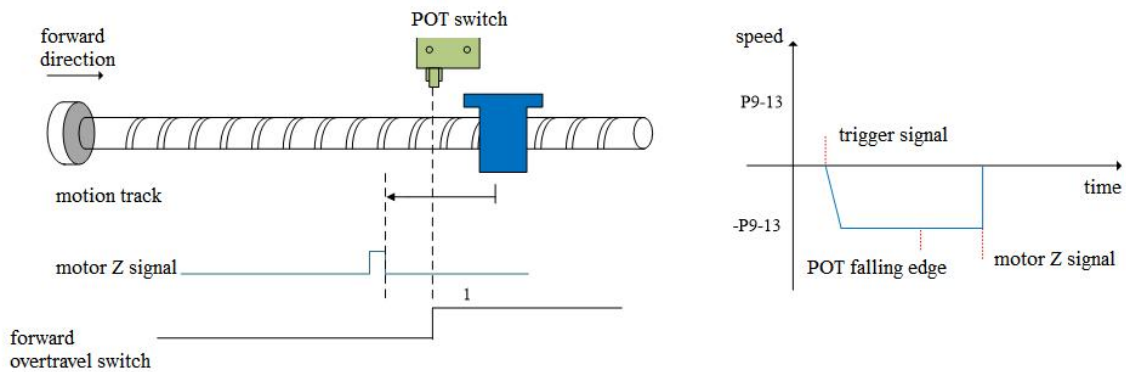 POT switch
forward
direction
motion track
motor Z signal
1
forward
overtravel switch
speed
P9-13
trigger signal
time
-P9-13
POT falling edge
motor Z signal